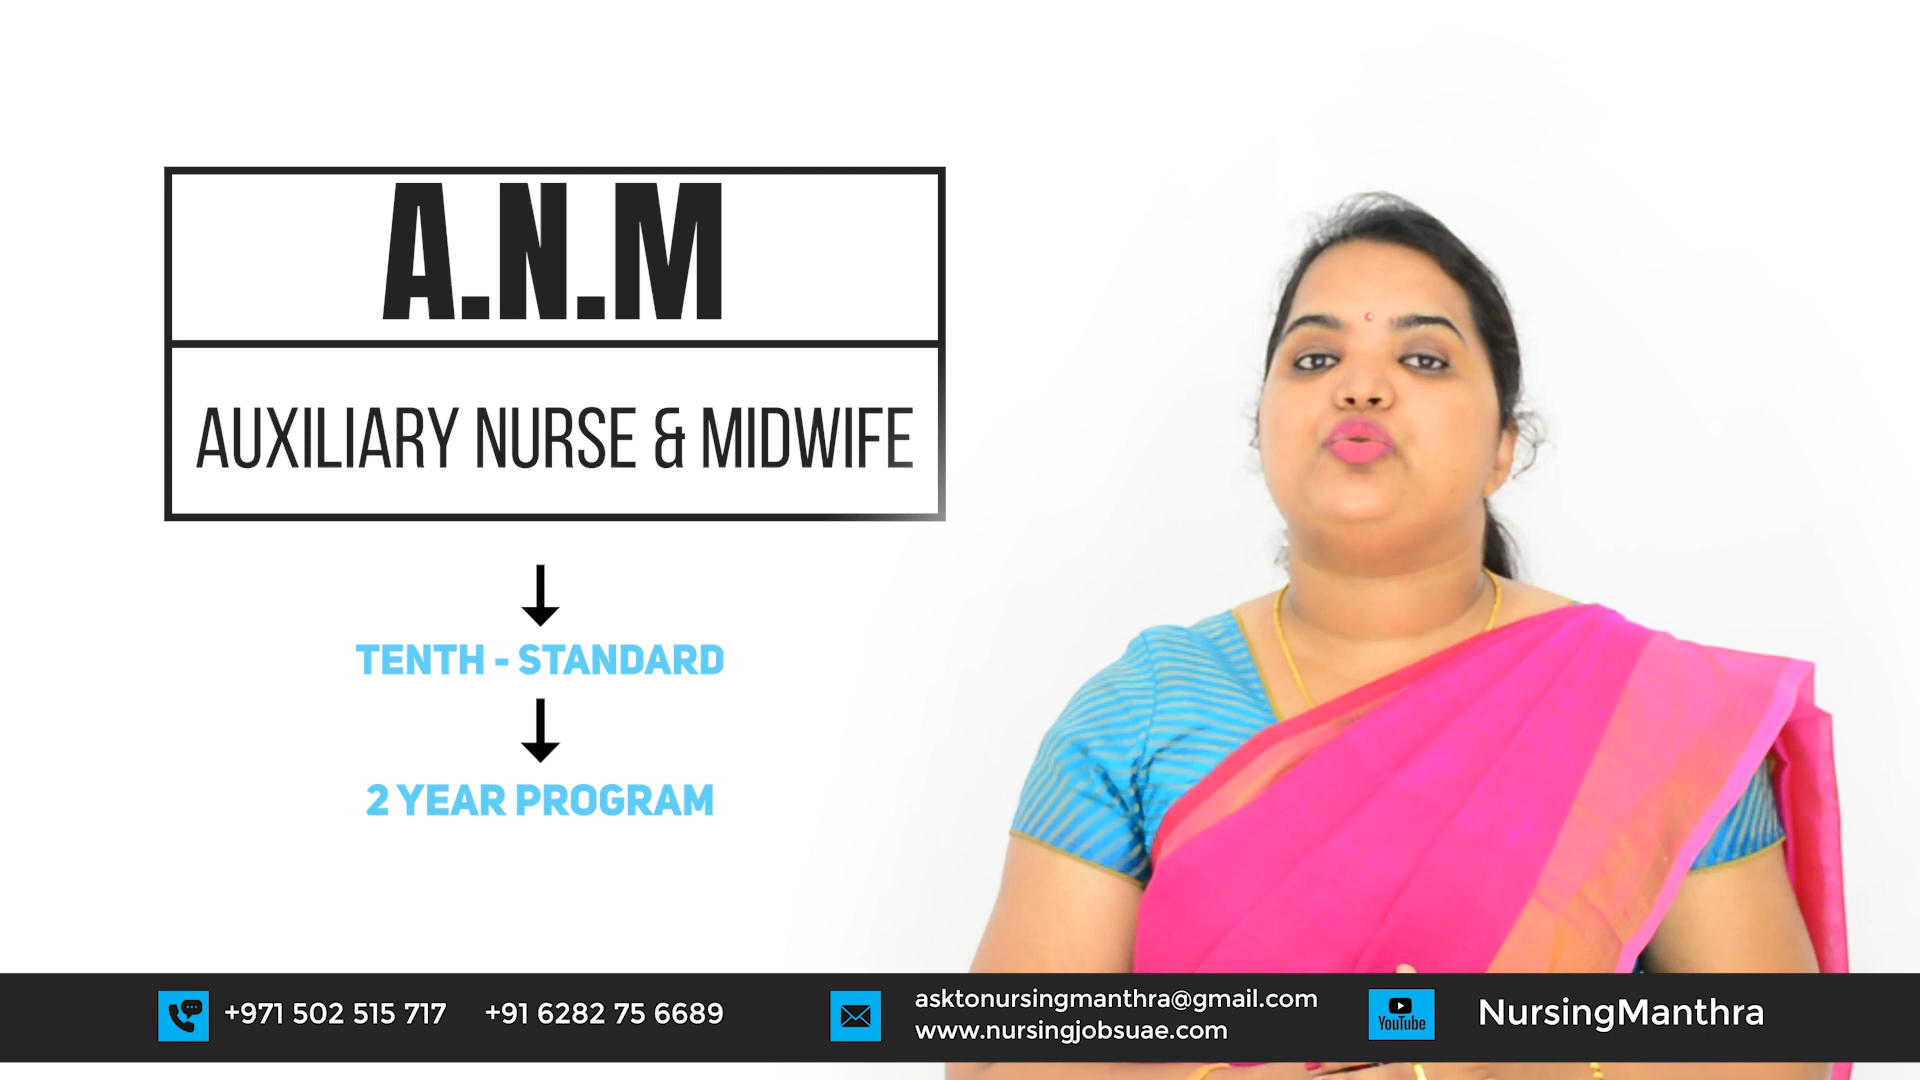 A.N.M
AUXILIARY NURSE & MIDWIFE
TENTH - STANDARD
2 YEAR PROGRAM
+971 502 515 717 +91 6282 75 6689
asktonursingmanthra@gmail.com
www.nursingjobsuae.com
YouTube
NursingManthra